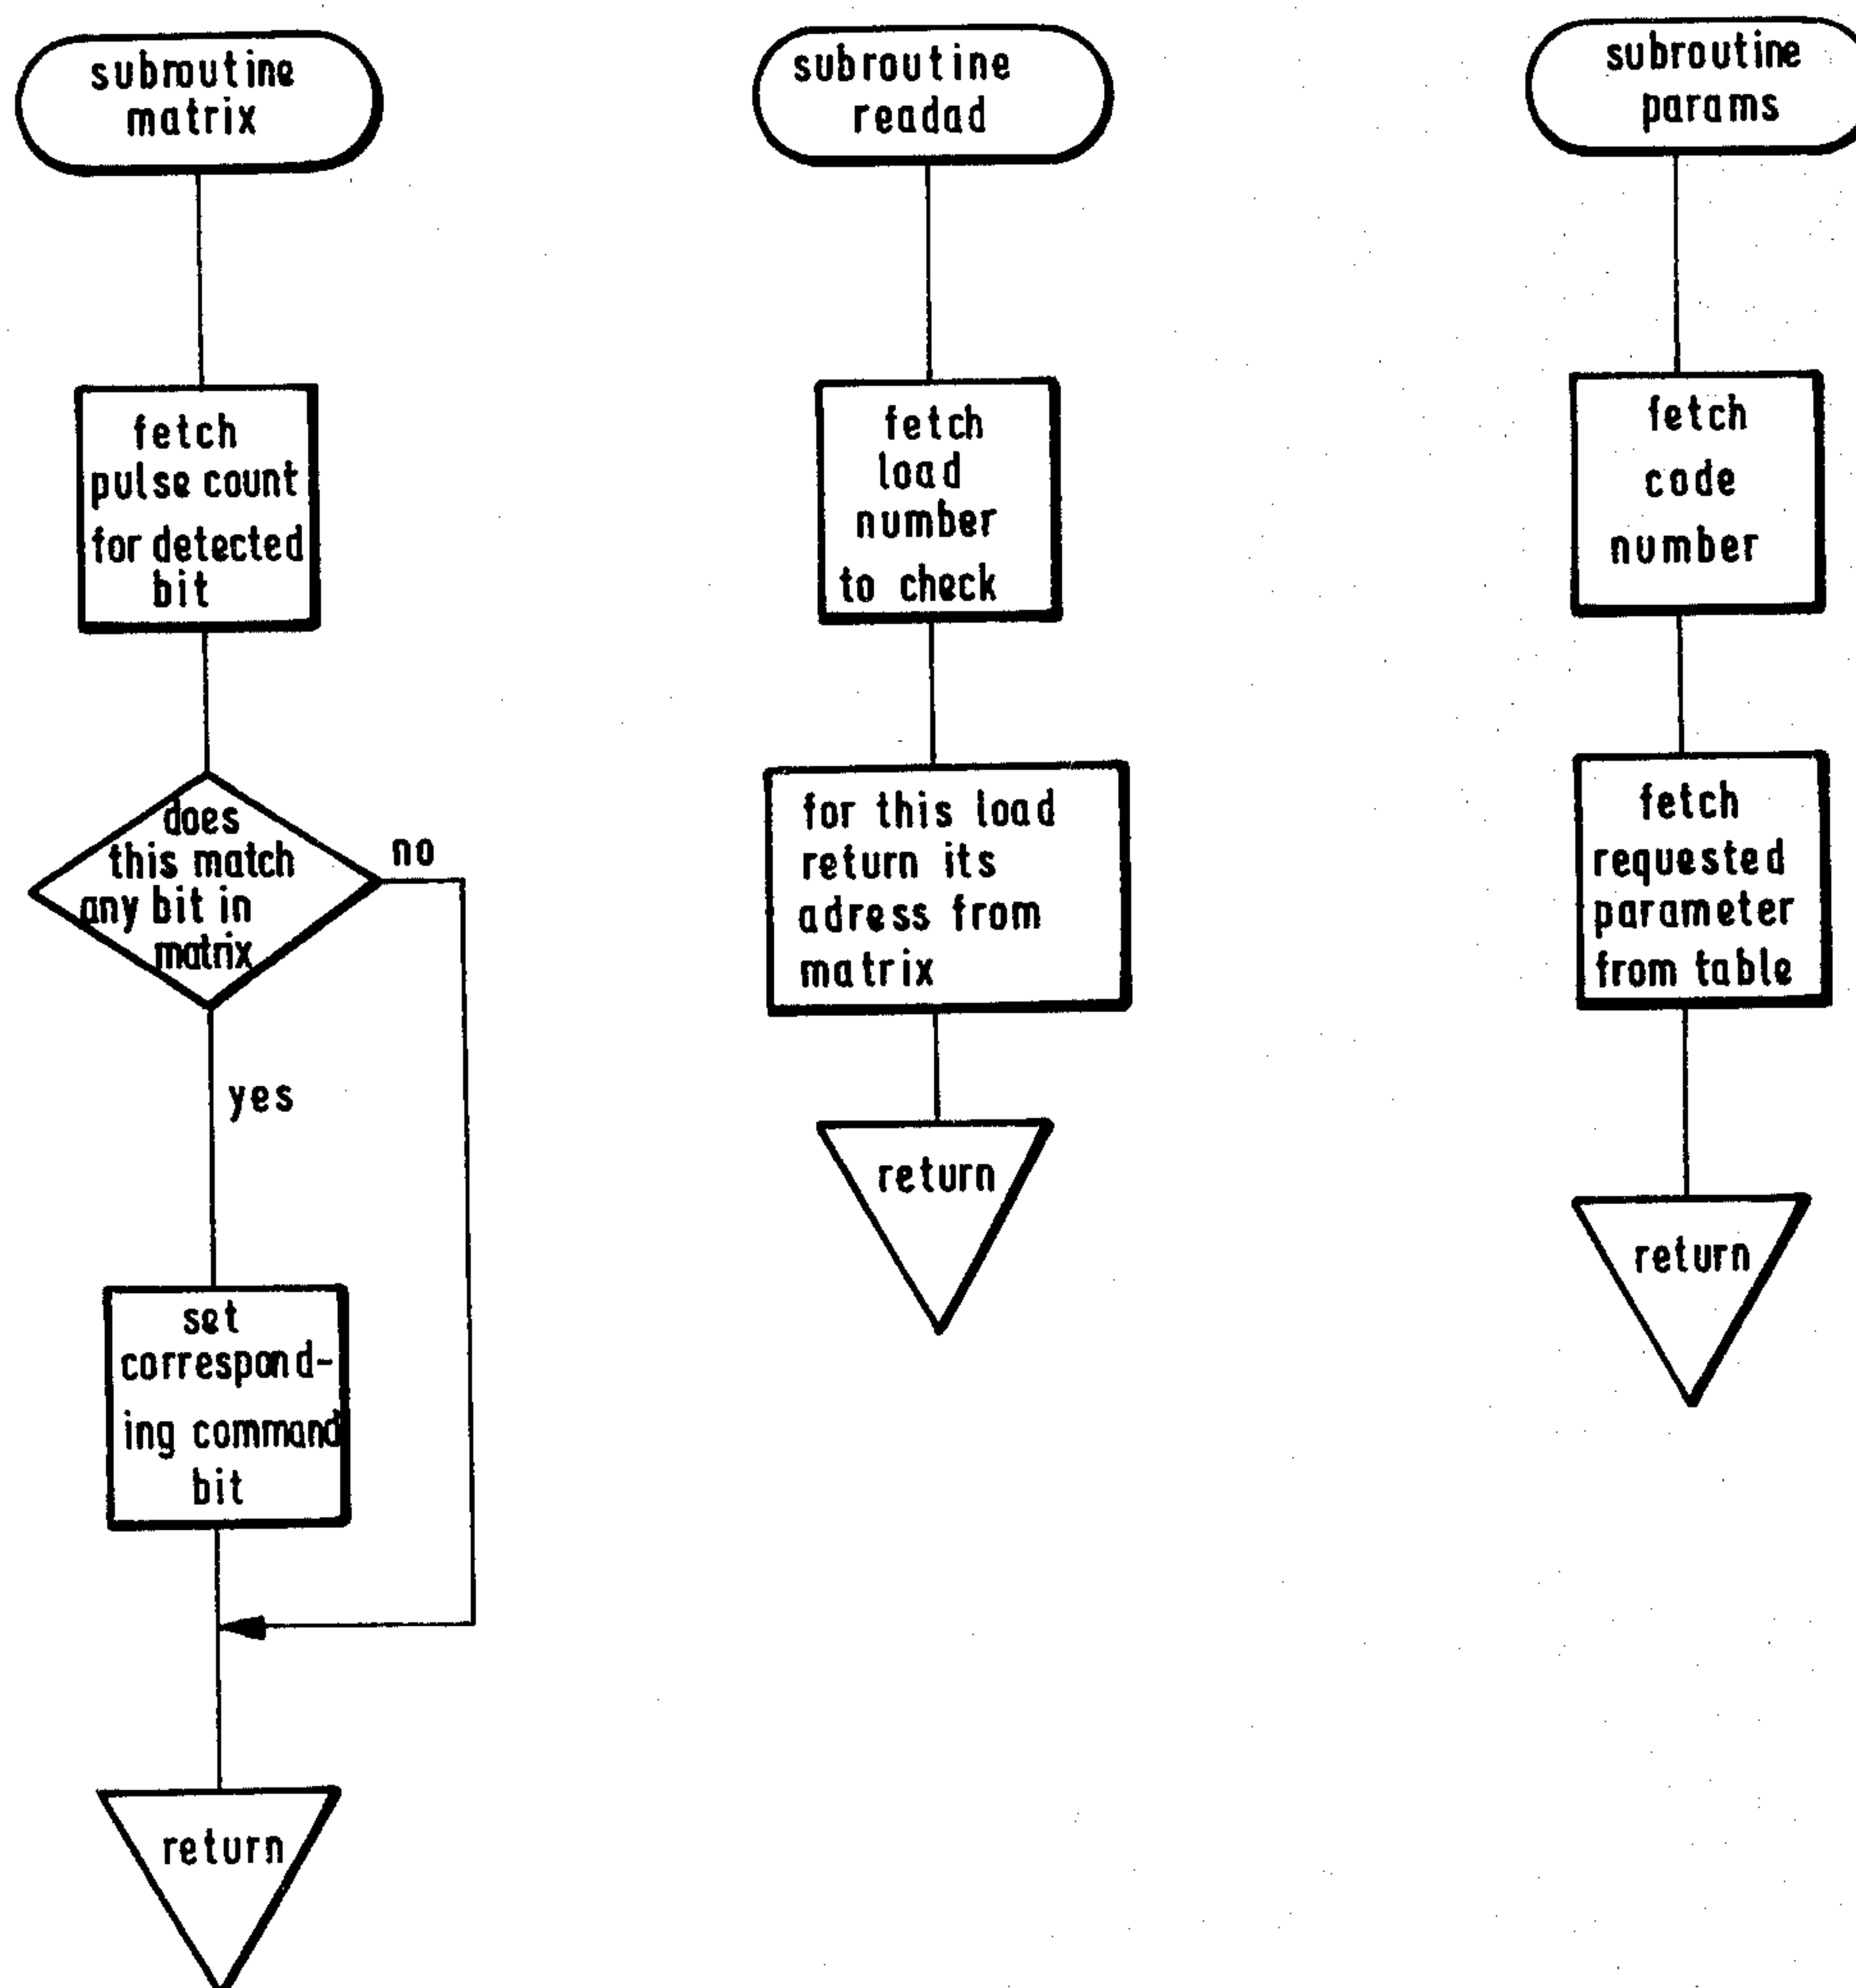 subroutine
matrix
fetch
pulse count
for detected
bit
does
this match
any bit in
matrix
no
yes
set
correspond-
ing command
bit
return
subroutine
readad
fetch
load
number
to check
for this load
return its
adress from
matrix
return
subroutine
params
fetch
code
number
fetch
requested
parameter
from table
return